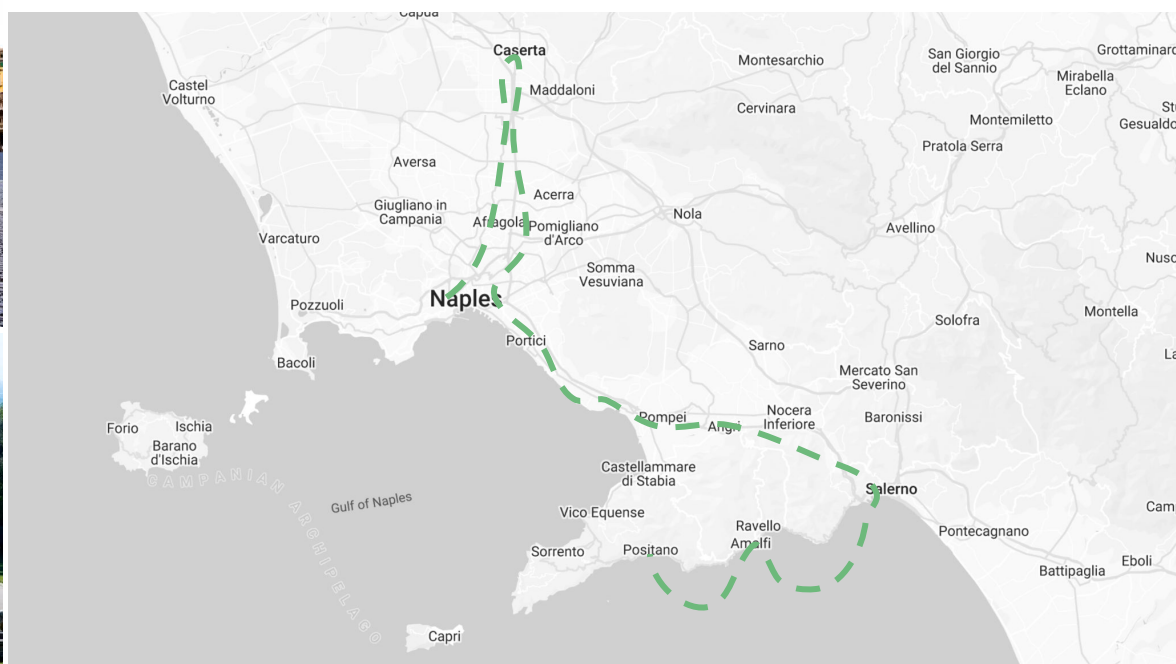 Capua
Caserta
Castel
Volturno
Maddaloni
Montesarchio
San Giorgio
del Sannio
Mirabella
Eclano
Cervinara
Montemiletto
Pratola Serra
Aversa
Acerra
Giugliano in
Campania
Afragola
Pomigliano
d'Arco
Nola
Avellino
Varcaturo
Somma
Vesuviana
Naples
Pozzuoli
Montella
Solofra
Portici
Sarno
Bacoli
Mercato San
Severino
Forio
Ischia
Barano
d'Ischia
Pompei
Angri
Nocera
Inferiore
Baronissi
Castellammare
di Stabia
CAMPANIAN ARCHIPELAGO
Gulf of Naples
Salerno
Vico Equense
Ravello
Amalfi
Pontecagnano
Sorrento
Positano
Eboli
Battipaglia
Capri